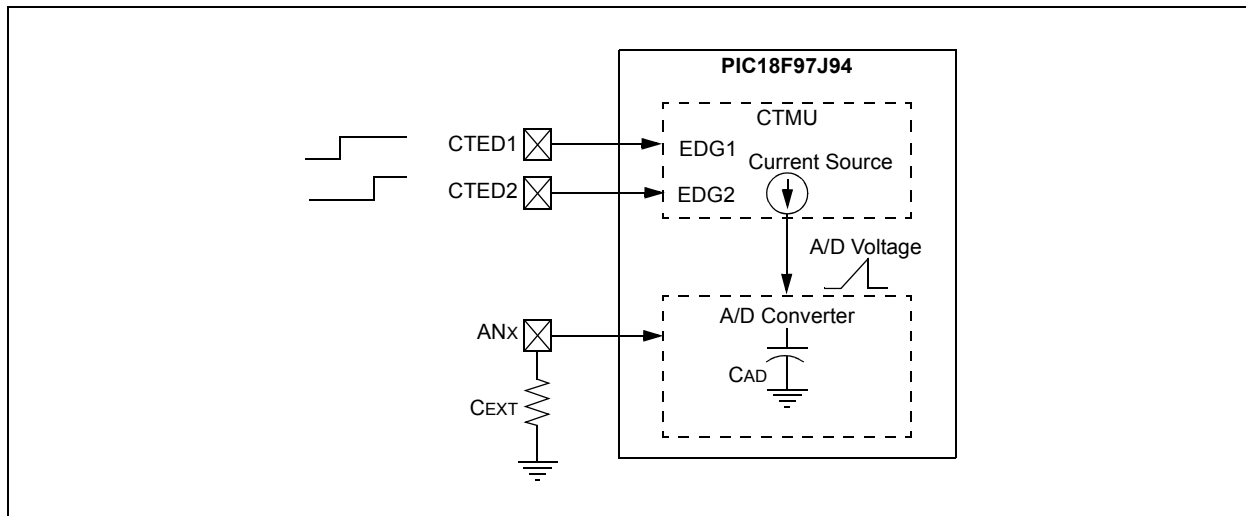 PIC18F97J94
CTMU
CTED1
EDG1
Current Source
CTED2
EDG2
A/D Voltage
A/D Converter
ANX
CAD
CEXT